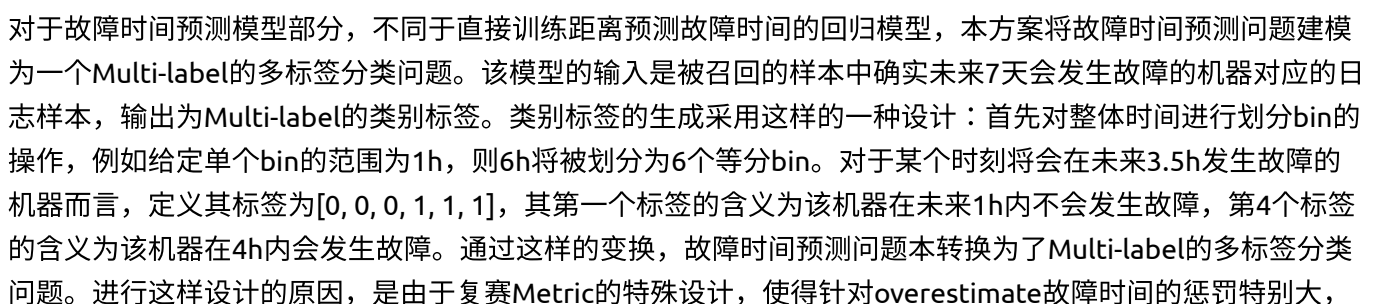 对于故障时间预测模型部分，不同于直接训练距离预测故障时间的回归模型，本方案将故障时间预测问题建模
为一个Multi-label的多标签分类问题。该模型的输入是被召回的样本中确实未来7天会发生故障的机器对应的日
志样本，输出为Multi-label的类别标签。类别标签的生成采用这样的一种设计：首先对整体时间进行划分bin的
操作，例如给定单个bin的范围为1h，则6h将被划分为6个等分bin。对于某个时刻将会在未来3.5h发生故障的
机器而言，定义其标签为[0, 0, 0, 1, 1, 1]，其第一个标签的含义为该机器在未来1h内不会发生故障，第4个标签
的含义为该机器在4h内会发生故障。通过这样的变换，故障时间预测问题本转换为了Multi-label的多标签分类
问题。进行这样设计的原因，是由于复赛Metric的特殊设计，使得针对overestimate故障时间的惩罚特别大，